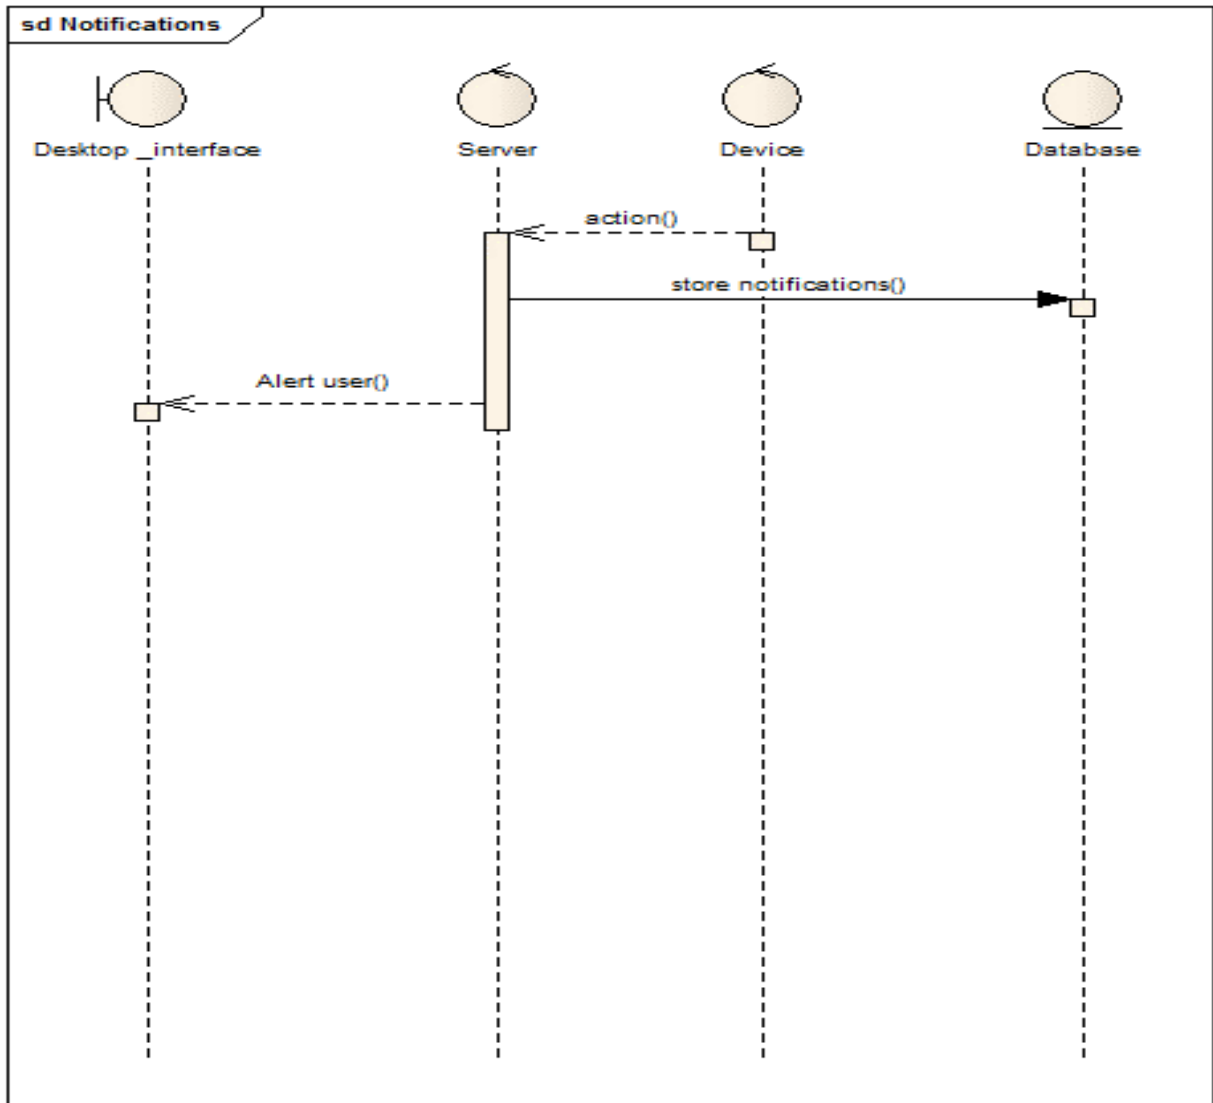 sd Notifications
Desktop _interface
Server
Device
Database
action()
store notifications()
Alert user()